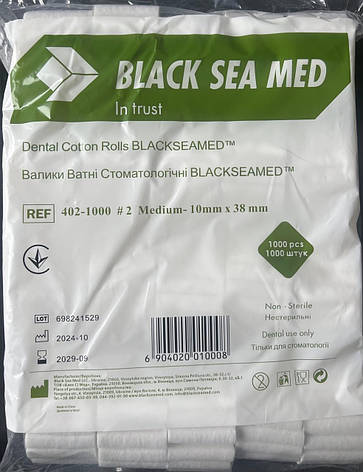 BLACK SEA MED
In trust
Dental Cotton Rolls BLACKSEAMED™
Валики Ватні Стоматологічні BLACKSEAMED™
REF 402-1000 # 2 Medium- 10mm x 38 mm
1000 pcs
1000 штук
LOT 698241529
2024-10
2029-09
6 904020 010008
Non - Sterile
Нестерильні
Dental use only
Тільки для стоматології
Manufacturer/Виробник: